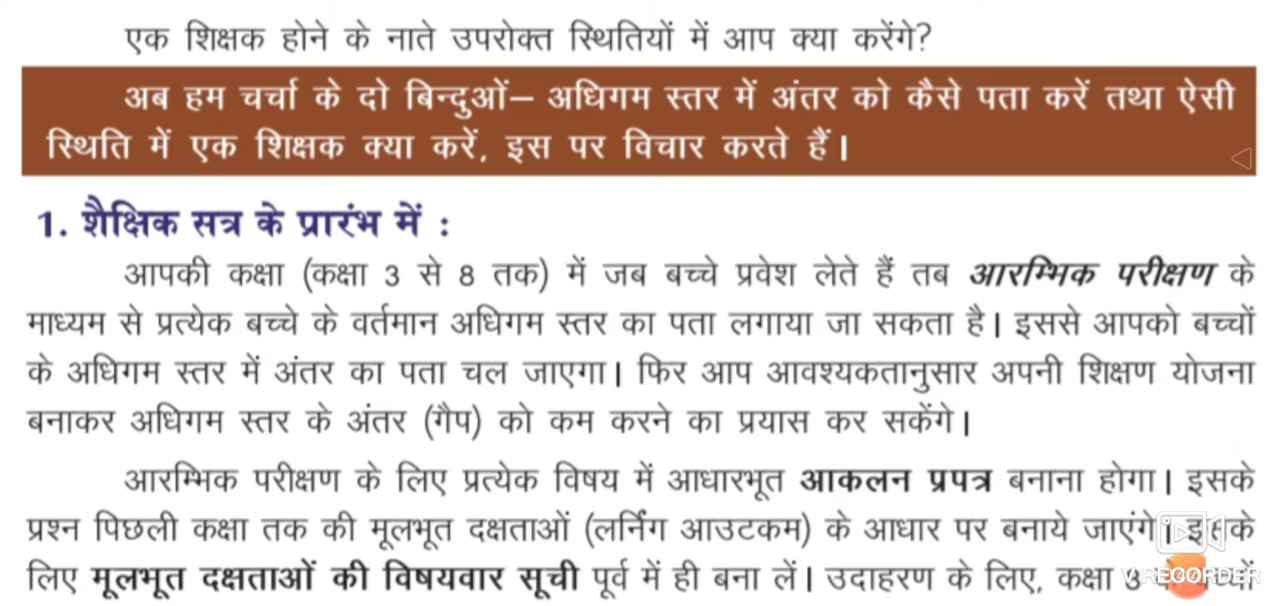 एक शिक्षक होने के नाते उपरोक्त स्थितियों में आप क्या करेंगे?
अब हम चर्चा के दो बिन्दुओं– अधिगम स्तर में अंतर को कैसे पता करें तथा ऐसी
स्थिति में एक शिक्षक क्या करें, इस पर विचार करते हैं।
1. शैक्षिक सत्र के प्रारंभ में :
आपकी कक्षा (कक्षा 3 से 8 तक) में जब बच्चे प्रवेश लेते हैं तब आरम्भिक परीक्षण के
माध्यम से प्रत्येक बच्चे के वर्तमान अधिगम स्तर का पता लगाया जा सकता है। इससे आपको बच्चों
के अधिगम स्तर में अंतर का पता चल जाएगा। फिर आप आवश्यकतानुसार अपनी शिक्षण योजना
बनाकर अधिगम स्तर के अंतर (गैप) को कम करने का प्रयास कर सकेंगे।
आरम्भिक परीक्षण के लिए प्रत्येक विषय में आधारभूत आकलन प्रपत्र बनाना होगा। इसके
प्रश्न पिछली कक्षा तक की मूलभूत दक्षताओं (लर्निंग आउटकम) के आधार पर बनाये जाएंगे। इसके
लिए मूलभूत दक्षताओं की विषयवार सूची पूर्व में ही बना लें। उदाहरण के लिए, कक्षा 3
V RECORDER